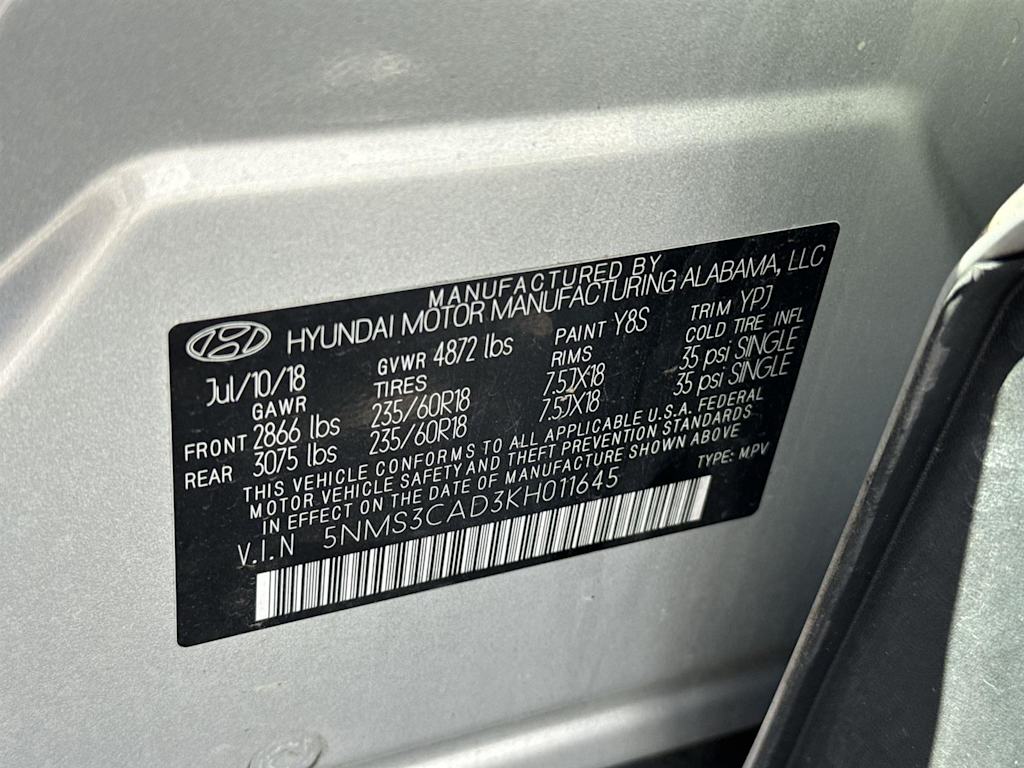 MANUFACTURED BY
HYUNDAI MOTOR MANUFACTURING ALABAMA, LLC
Jul/10/18 GVWR 4872 lbs PAINT Y8S TRIM YPJ
GAWR TIRES RIMS COLD TIRE INFL
FRONT 2866 lbs 235/60R18 7.5JX18 35 psi SINGLE
REAR 3075 lbs 235/60R18 7.5JX18 35 psi SINGLE
THIS VEHICLE CONFORMS TO ALL APPLICABLE U.S.A. FEDERAL
MOTOR VEHICLE SAFETY AND THEFT PREVENTION STANDARDS
IN EFFECT ON THE DATE OF MANUFACTURE SHOWN ABOVE
V.I.N 5NMS3CAD3KH011645 TYPE: M.PV